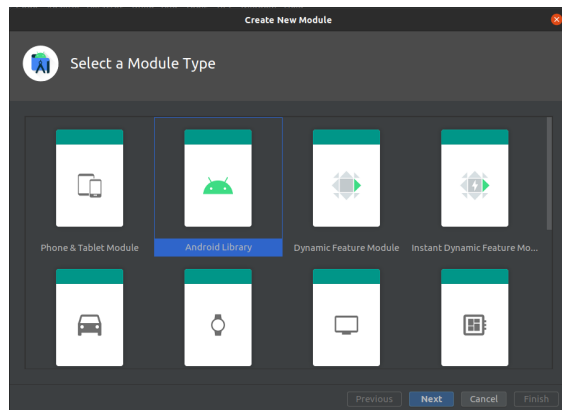 Create New Module
Select a Module Type
Phone & Tablet Module
Android Library
Dynamic Feature Module
Instant Dynamic Feature Mo...
Previous
Next
Cancel
Finish